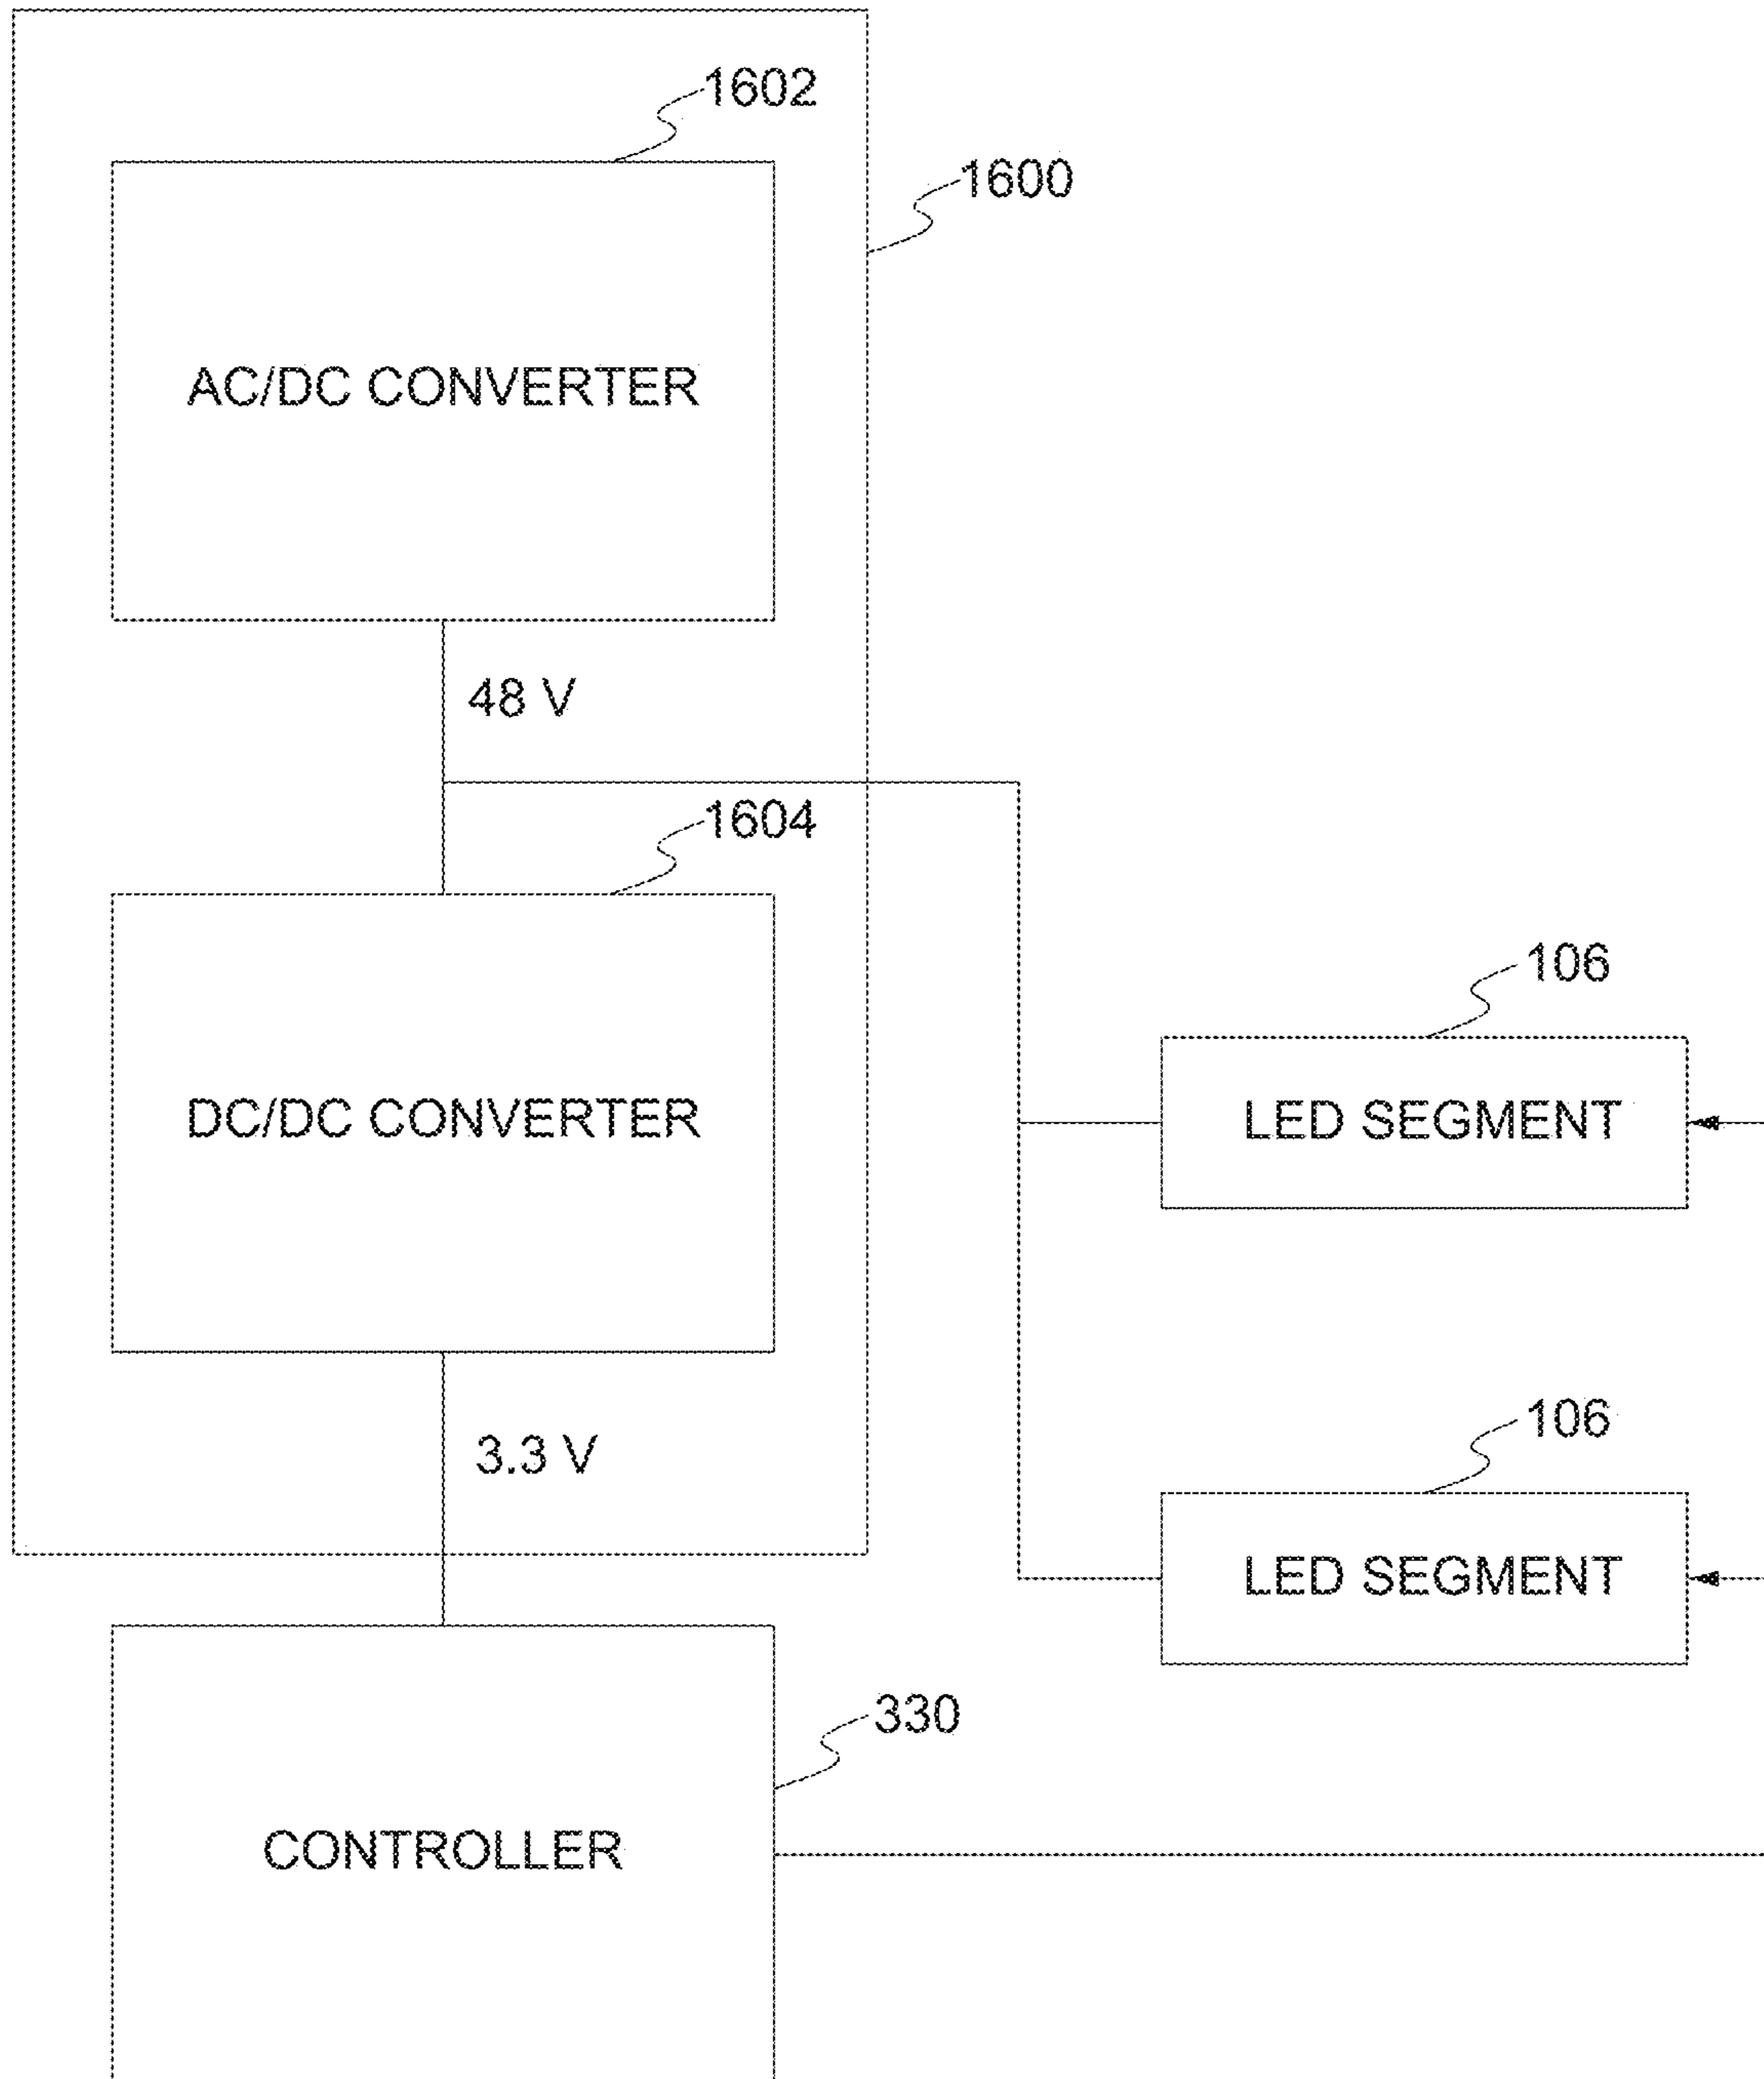 1602
1600
AC/DC CONVERTER
48 V
1604
106
DC/DC CONVERTER
LED SEGMENT
106
3.3 V
LED SEGMENT
330
CONTROLLER